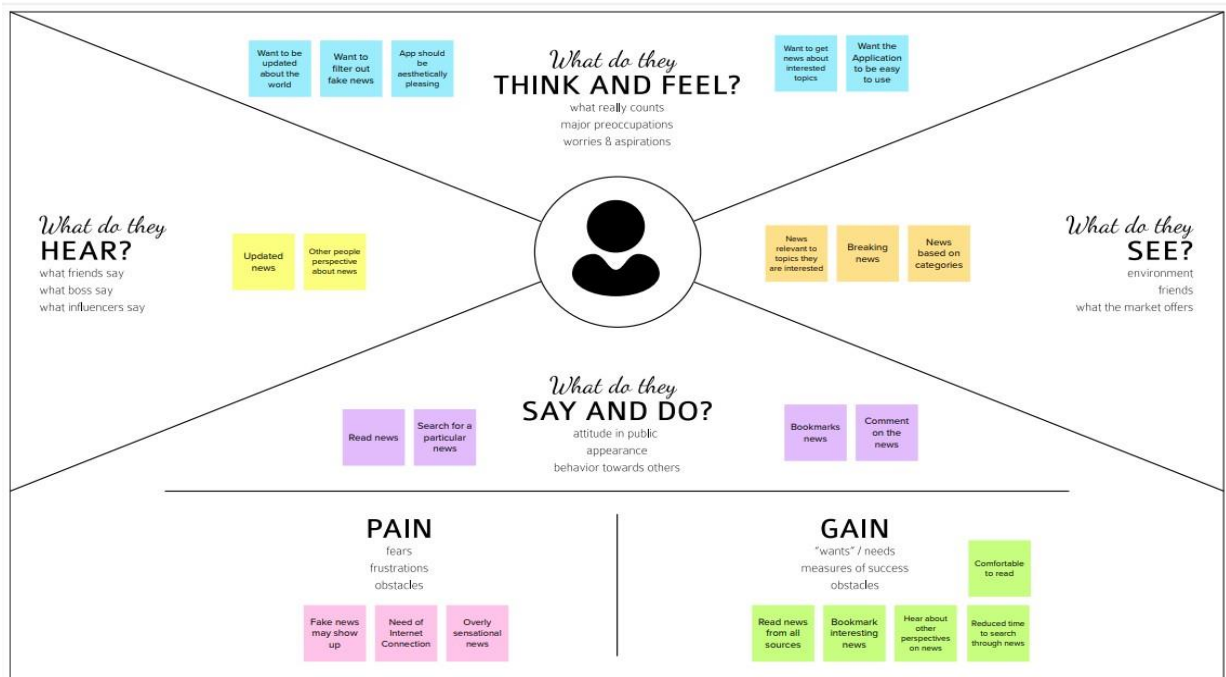 Want to be
updated
about the
world
Want to
filter out
fake news
App should
be
aesthetically
pleasing
What do they
THINK AND FEEL?
what really counts
major preoccupations
worries & aspirations
Want to get
news about
interested
topics
Want the
Application
to be easy
to use
What do they
HEAR?
what friends say
what boss say
what influencers say
Updated
news
Other people
perspective
about news
News
relevant to
topics they
are interested
Breaking
news
News
based on
categories
What do they
SEE?
environment
friends
what the market offers
What do they
SAY AND DO?
attitude in public
appearance
behavior towards others
Read news
Search for a
particular
news
Bookmarks
news
Comment
on the
news
PAIN
fears
frustrations
obstacles
Fake news
may show
up
Need of
Internet
Connection
Overly
sensational
news
GAIN
"wants" / needs
measures of success
obstacles
Comfortable
to read
Read news
from all
sources
Bookmark
interesting
news
Hear about
other
perspectives
on news
Reduced time
to search
through news